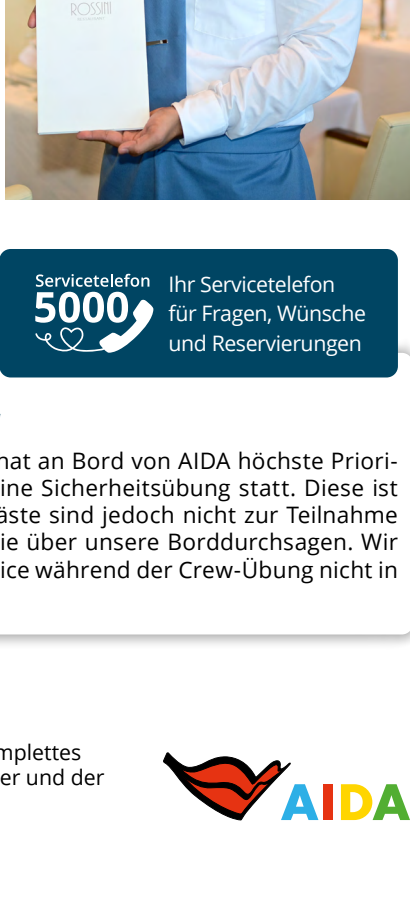 ROSSINI
Servicetelefon
5000
Ihr Servicetelefon
für Fragen, Wünsche
und Reservierungen
hat an Bord von AIDA höchste Priori-
ine Sicherheitsübung statt. Diese ist
äste sind jedoch nicht zur Teilnahme
ie über unsere Borddurchsagen. Wir
ice während der Crew-Übung nicht in
mplettes
er und der
AIDA